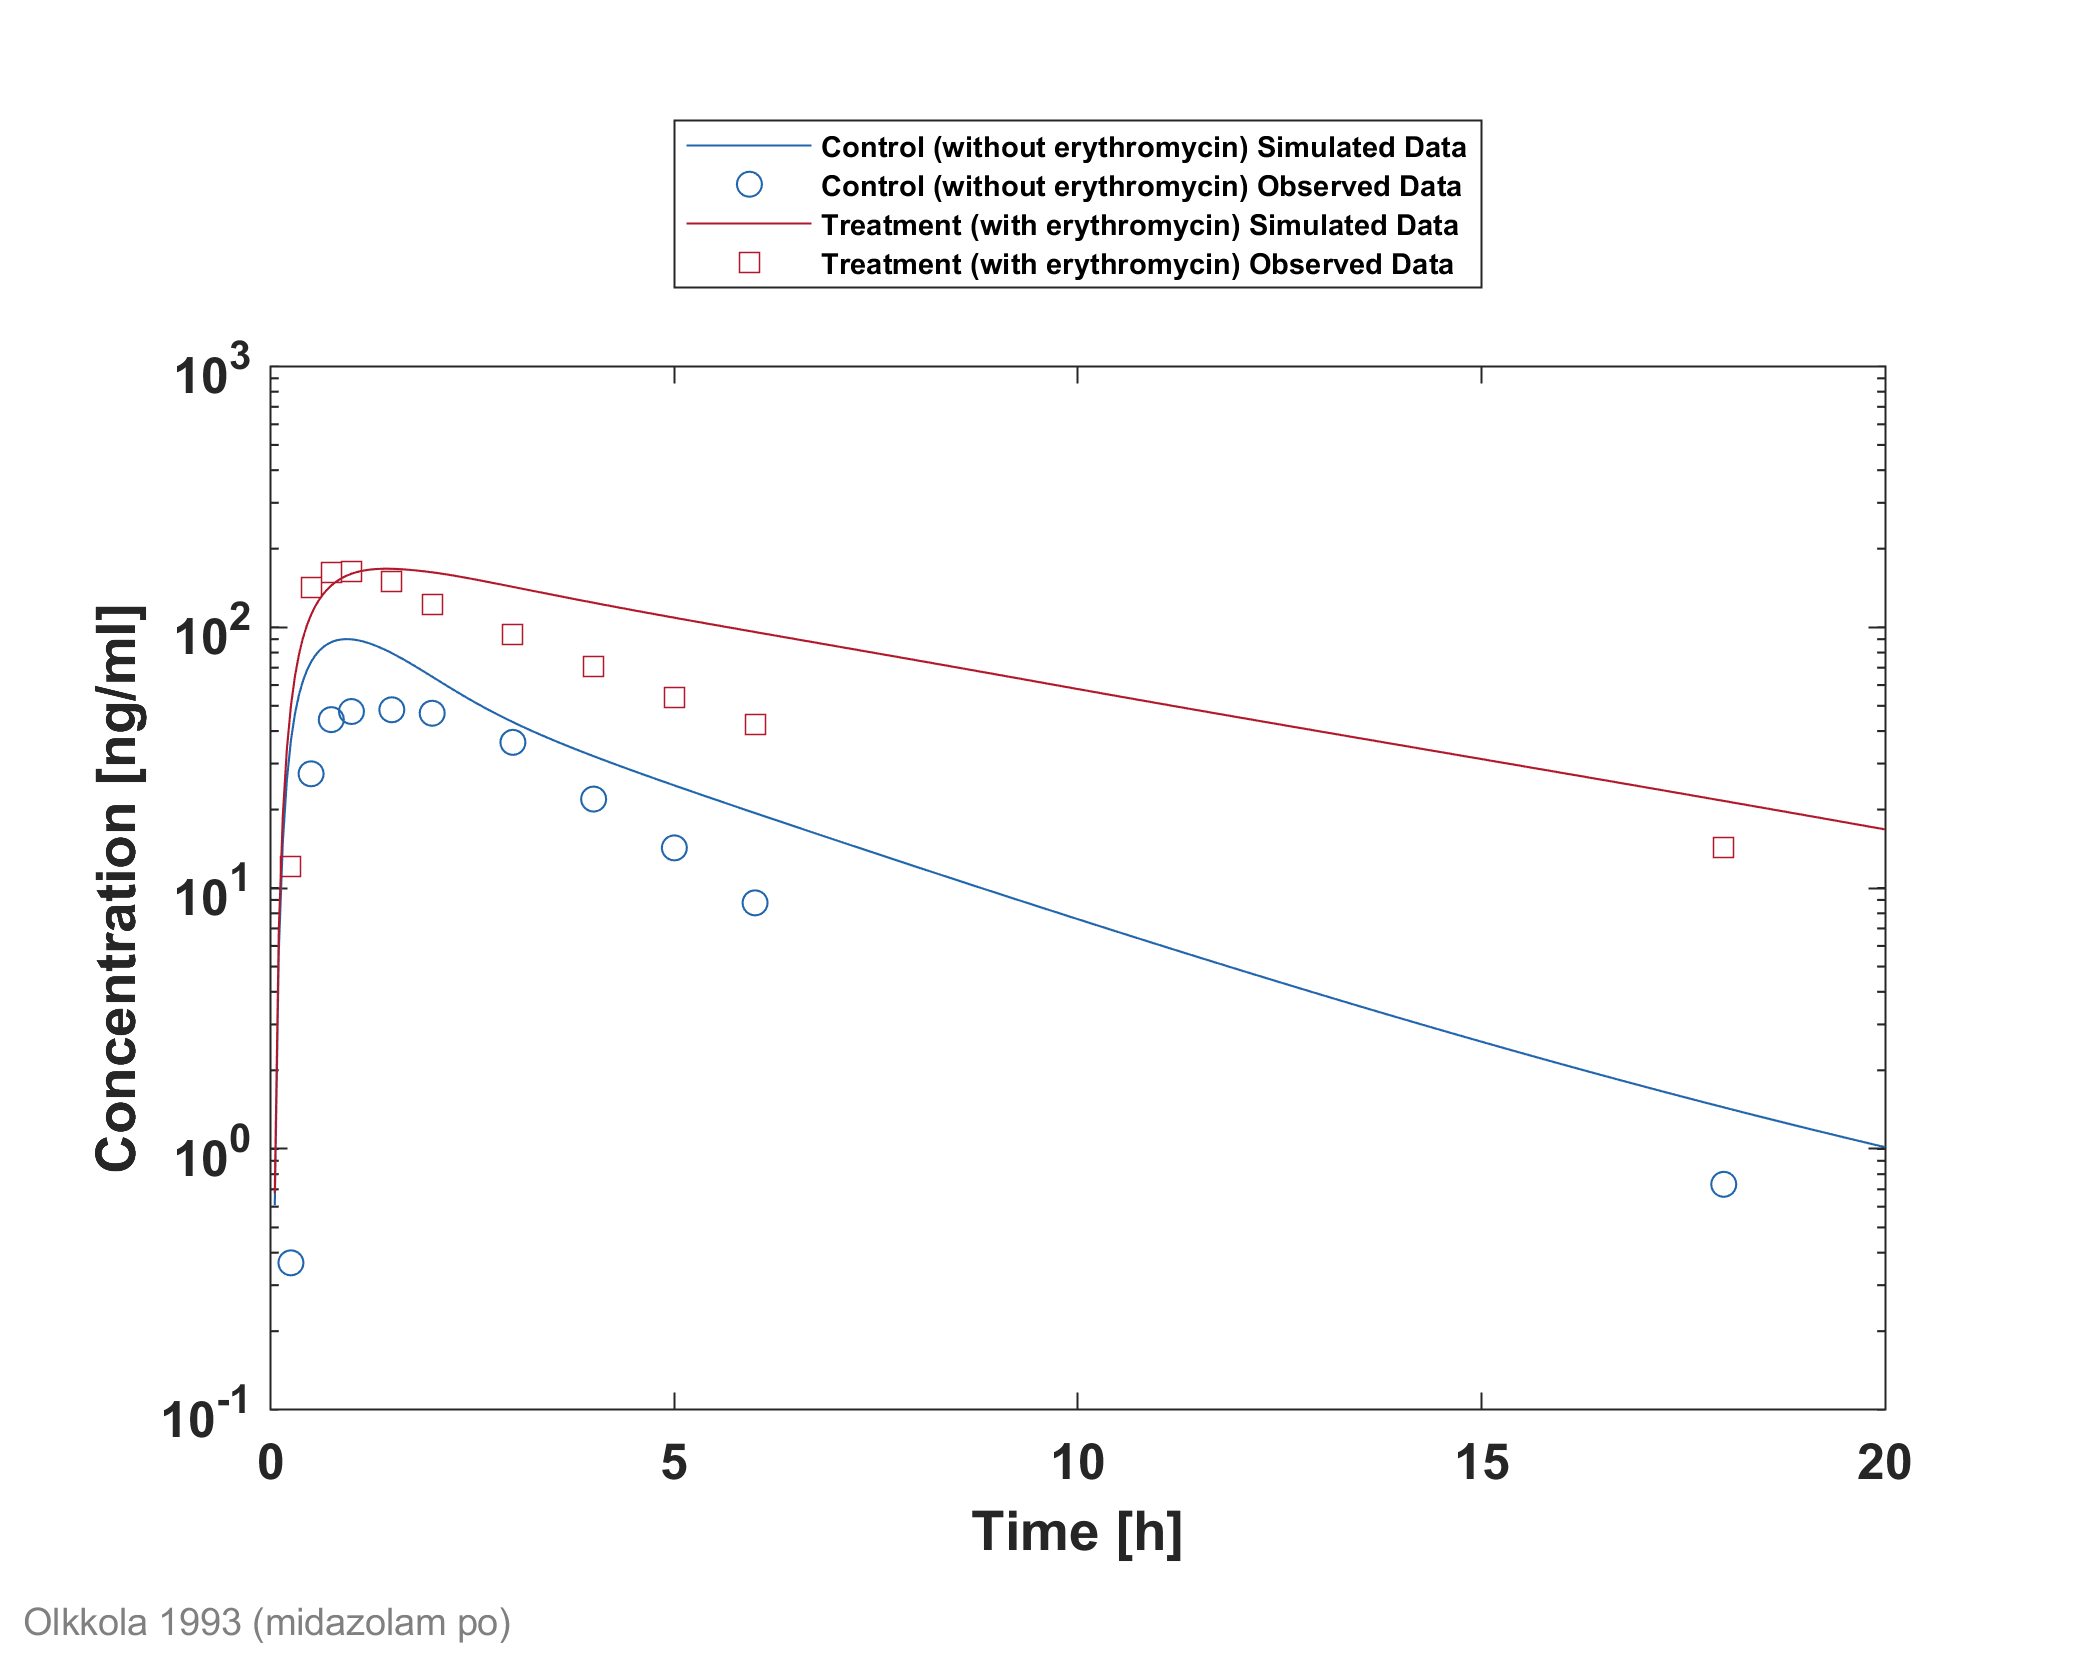 Control (without erythromycin) Simulated Data
Control (without erythromycin) Observed Data
Treatment (with erythromycin) Simulated Data
Treatment (with erythromycin) Observed Data
10^3
10^2
10^1
10^0
10^-1
Concentration [ng/ml]
0 5 10 15 20
Time [h]
Olkkola 1993 (midazolam po)